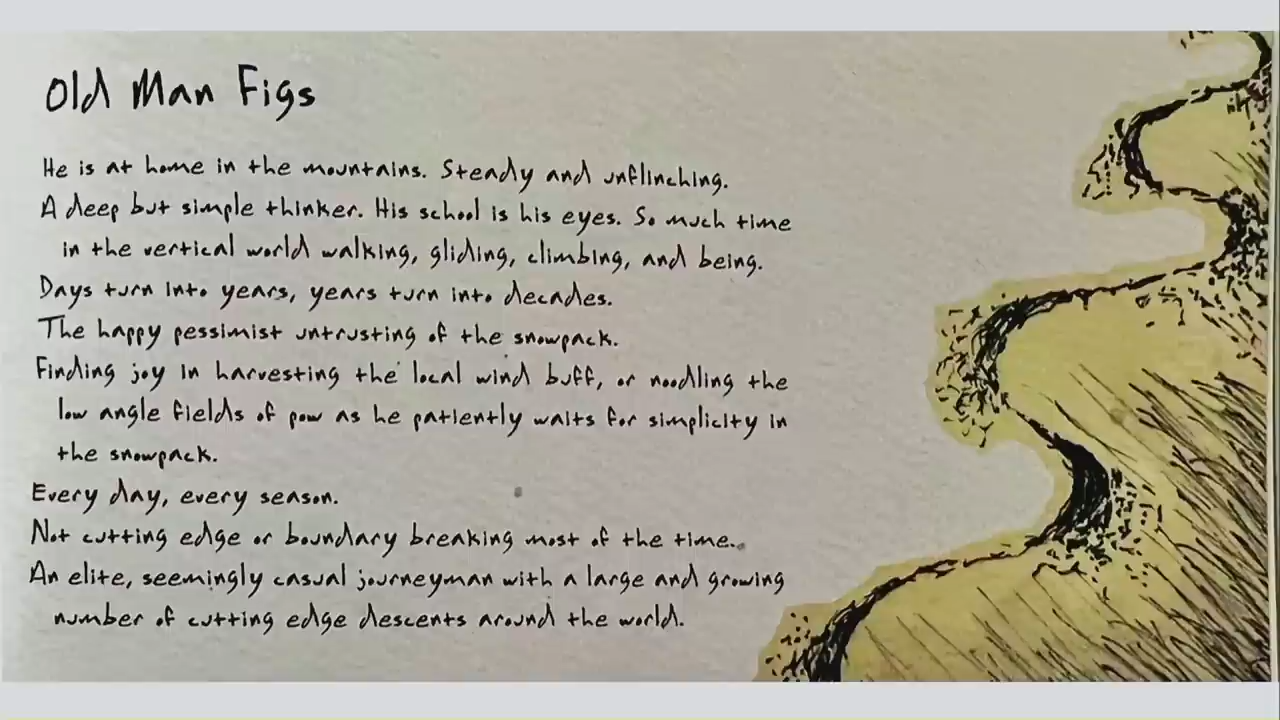 Old Man Figs
He is at home in the mountains. Steady and unflinching.
A deep but simple thinker. His school is his eyes. So much time
in the vertical world walking, gliding, climbing, and being.
Days turn into years, years turn into decades.
The happy pessimist untrusting of the snowpack.
Finding joy in harvesting the local wind buff, or noodling the
low angle fields of pow as he patiently waits for simplicity in
the snowpack.
Every day, every season.
Not cutting edge or boundary breaking most of the time.
An elite, seemingly casual journeyman with a large and growing
number of cutting edge descents around the world.